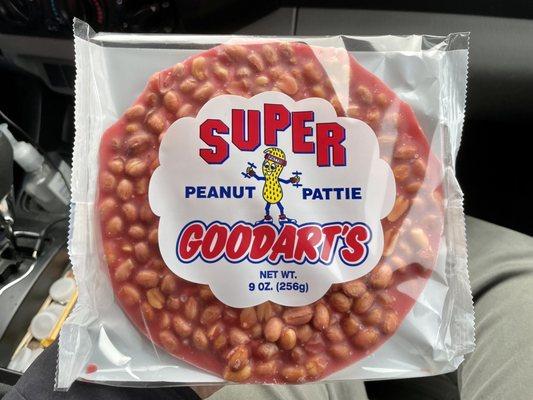 SUPER
PEANUT PATTIE
GOODART'S
NET WT.
9 OZ. (256g)